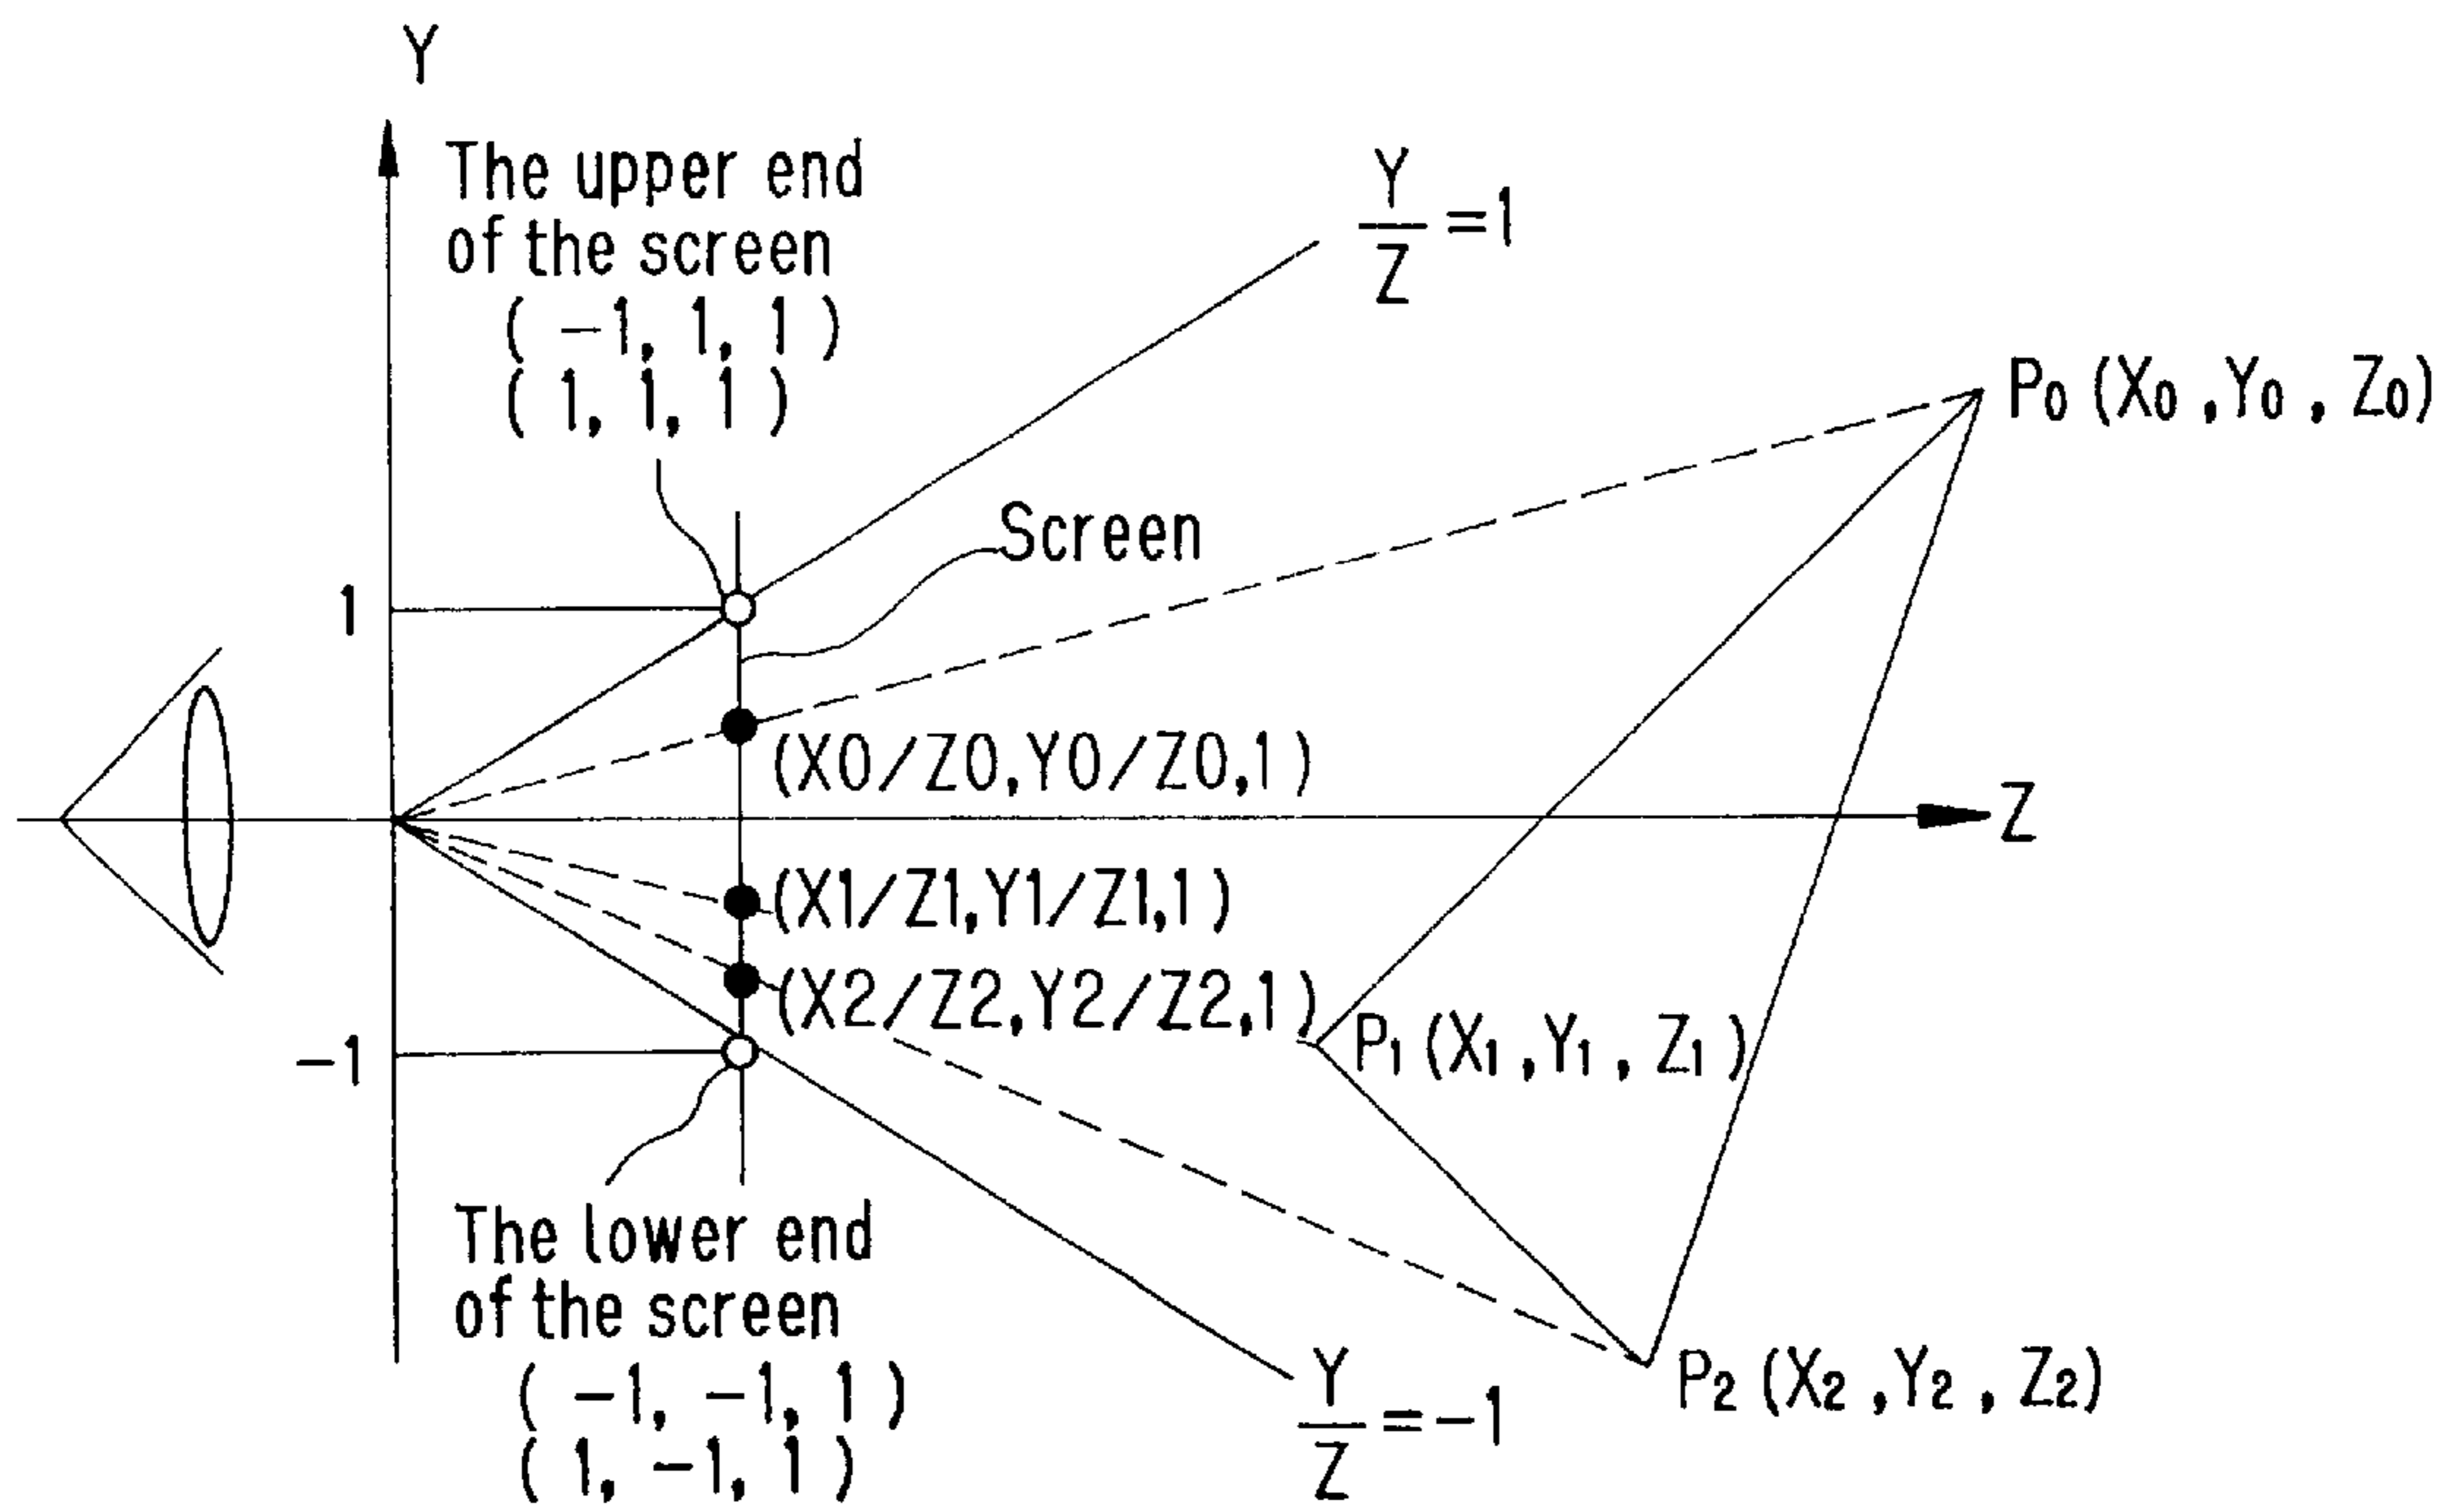 Y
The upper end
of the screen
( -1, 1, 1 )
( 1, 1, 1 )
Y/Z =1
P0 (X0 ,Y0 , Z0)
Screen
1
(X0/Z0,Y0/Z0,1 )
Z
(X1/Z1,Y1/Z1,1 )
(X2/Z2,Y2/Z2,1 )
P1 (X1 ,Y1 , Z1 )
-1
The lower end
of the screen
( -1, -1, 1 )
( 1, -1, 1 )
Y/Z =-1
P2 (X2 ,Y2 , Z2)